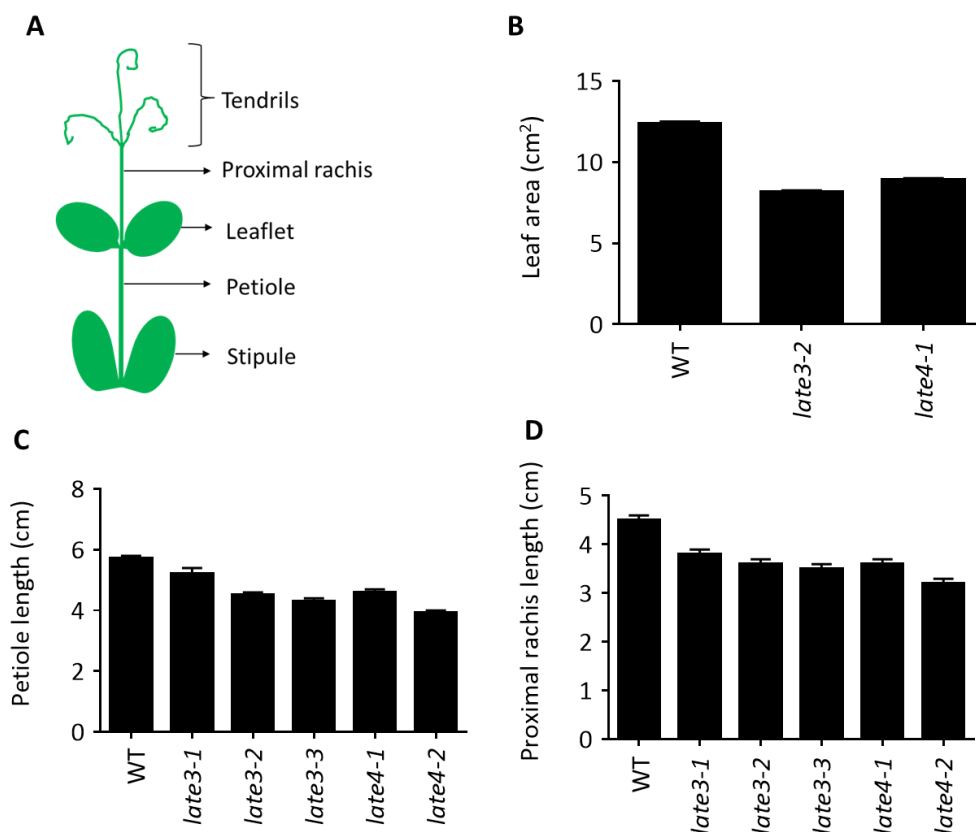 A
Tendrils
Proximal rachis
Leaflet
Petiole
Stipule
B
Leaf area (cm²)
15
10
5
0
WT
late3-2
late4-1
C
Petiole length (cm)
8
6
4
2
0
WT
late3-1
late3-2
late3-3
late4-1
late4-2
D
Proximal rachis length (cm)
5
4
3
2
1
0
WT
late3-1
late3-2
late3-3
late4-1
late4-2